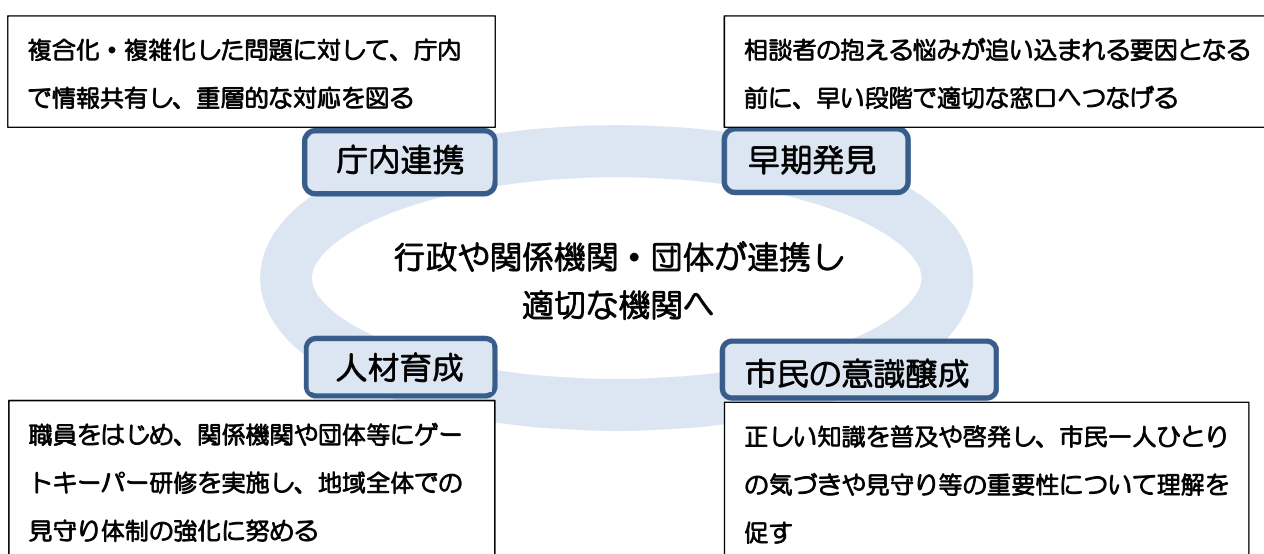 複合化・複雑化した問題に対して、庁内
で情報共有し、重層的な対応を図る
相談者の抱える悩みが追い込まれる要因となる
前に、早い段階で適切な窓口へつなげる
庁内連携
早期発見
行政や関係機関・団体が連携し
適切な機関へ
人材育成
市民の意識醸成
職員をはじめ、関係機関や団体等にゲー
トキーパー研修を実施し、地域全体での
見守り体制の強化に努める
正しい知識を普及や啓発し、市民一人ひとり
の気づきや見守り等の重要性について理解を
促す